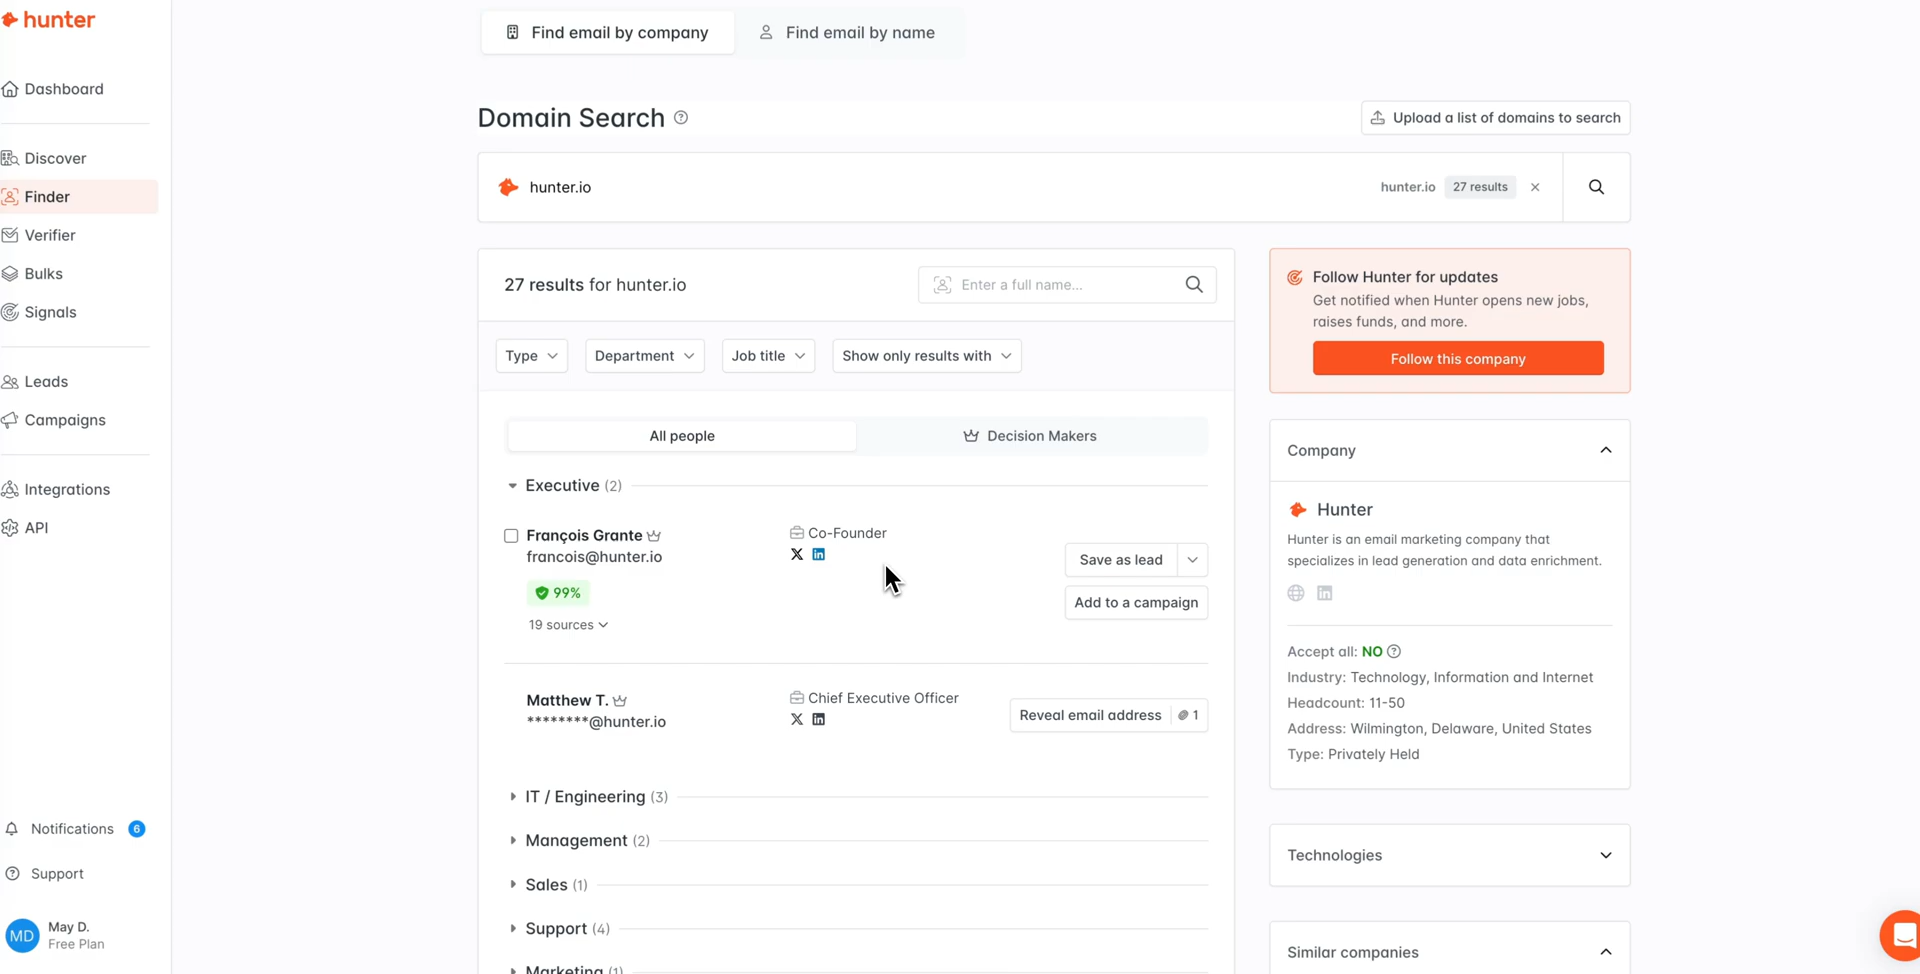 hunter
Dashboard
Discover
Finder
Verifier
Bulks
Signals
Leads
Campaigns
Integrations
API
Notifications 6
Support
MD
May D.
Free Plan
Find email by company
Find email by name
Domain Search
Upload a list of domains to search
hunter.io
hunter.io 27 results
27 results for hunter.io
Enter a full name...
Type
Department
Job title
Show only results with
All people
Decision Makers
Executive (2)
François Grante
francois@hunter.io
99%
19 sources
Co-Founder
Save as lead
Add to a campaign
Matthew T.
********@hunter.io
Chief Executive Officer
Reveal email address 1
IT / Engineering (3)
Management (2)
Sales (1)
Support (4)
Marketing (1)
Follow Hunter for updates
Get notified when Hunter opens new jobs,
raises funds, and more.
Follow this company
Company
Hunter
Hunter is an email marketing company that
specializes in lead generation and data enrichment.
Accept all: NO
Industry: Technology, Information and Internet
Headcount: 11-50
Address: Wilmington, Delaware, United States
Type: Privately Held
Technologies
Similar companies